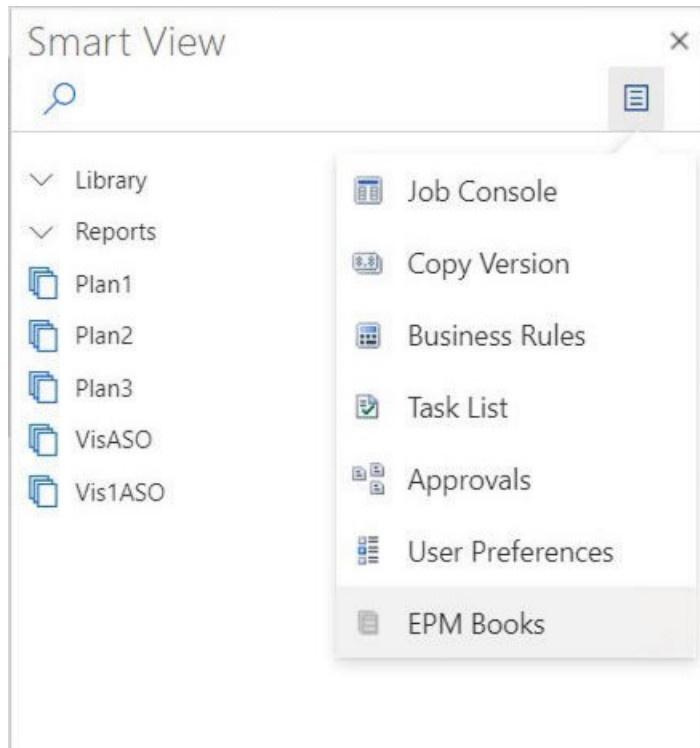 Smart View
Library
Reports
Plan1
Plan2
Plan3
VisASO
Vis1ASO
Job Console
Copy Version
Business Rules
Task List
Approvals
User Preferences
EPM Books